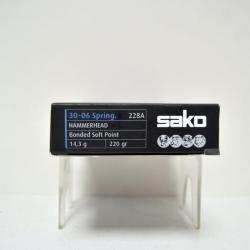 30-06 Spring. 228A
HAMMERHEAD
Bonded Soft Point
14,3 g 220 gr
sako